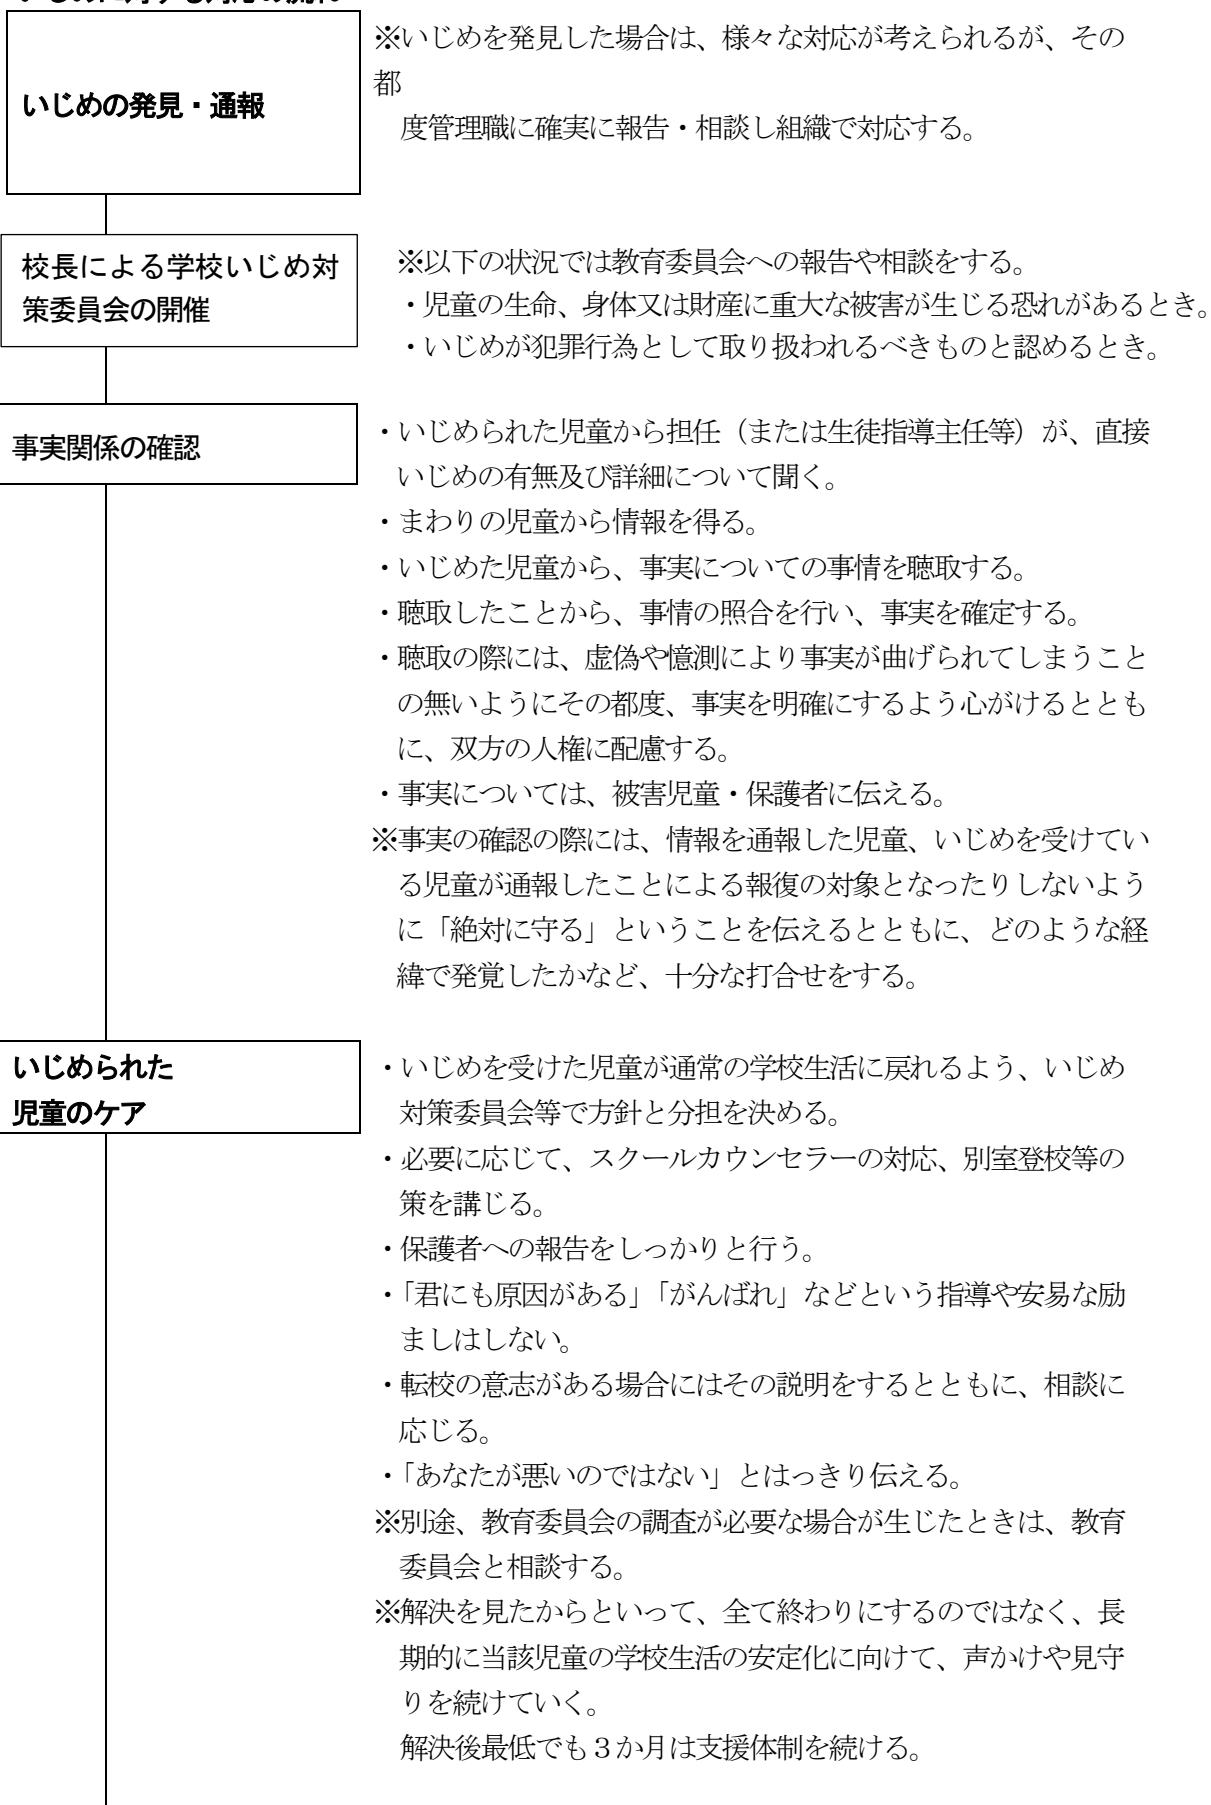 いじめの発見・通報
※いじめを発見した場合は、様々な対応が考えられるが、その
都
度管理職に確実に報告・相談し組織で対応する。
校長による学校いじめ対
策委員会の開催
※以下の状況では教育委員会への報告や相談をする。
・児童の生命、身体又は財産に重大な被害が生じる恐れがあるとき。
・いじめが犯罪行為として取り扱われるべきものと認めるとき。
事実関係の確認
・いじめられた児童から担任（または生徒指導主任等）が、直接
いじめの有無及び詳細について聞く。
・まわりの児童から情報を得る。
・いじめた児童から、事実についての事情を聴取する。
・聴取したことから、事情の照合を行い、事実を確定する。
・聴取の際には、虚偽や憶測により事実が曲げられてしまうこと
の無いようにその都度、事実を明確にするよう心がけるととも
に、双方の人権に配慮する。
・事実については、被害児童・保護者に伝える。
※事実の確認の際には、情報を通報した児童、いじめを受けてい
る児童が通報したことによる報復の対象となったりしないよう
に「絶対に守る」ということを伝えるとともに、どのような経
緯で発覚したかなど、十分な打合せをする。
いじめられた
児童のケア
・いじめを受けた児童が通常の学校生活に戻れるよう、いじめ
対策委員会等で方針と分担を決める。
・必要に応じて、スクールカウンセラーの対応、別室登校等の
策を講じる。
・保護者への報告をしっかりと行う。
・「君にも原因がある」「がんばれ」などという指導や安易な励
ましはしない。
・転校の意志がある場合にはその説明をするとともに、相談に
応じる。
・「あなたが悪いのではない」とはっきり伝える。
※別途、教育委員会の調査が必要な場合が生じたときは、教育
委員会と相談する。
※解決を見たからといって、全て終わりにするのではなく、長
期的に当該児童の学校生活の安定化に向けて、声かけや見守
りを続けていく。
解決後最低でも３か月は支援体制を続ける。